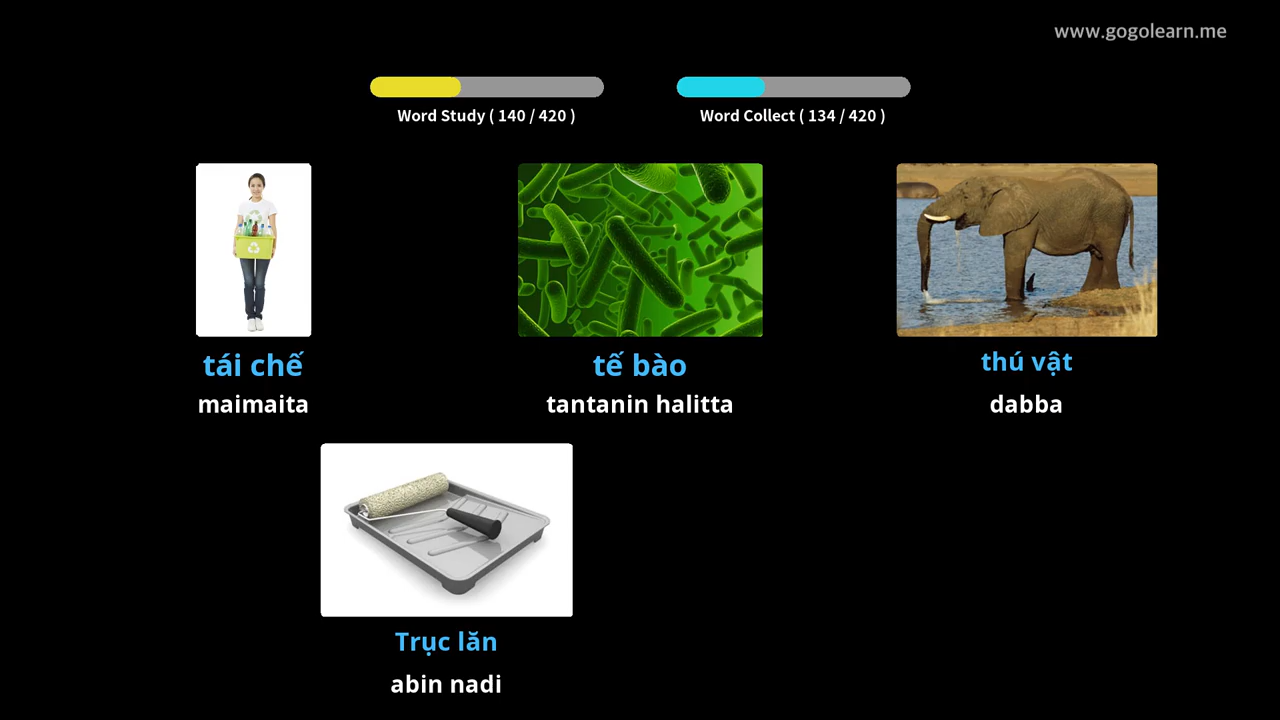 www.gogolearn.me
Word Study ( 140 / 420 )
Word Collect ( 134 / 420 )
tái chế
maimaita
tế bào
tantanin halitta
thú vật
dabba
Trục lăn
abin nadi